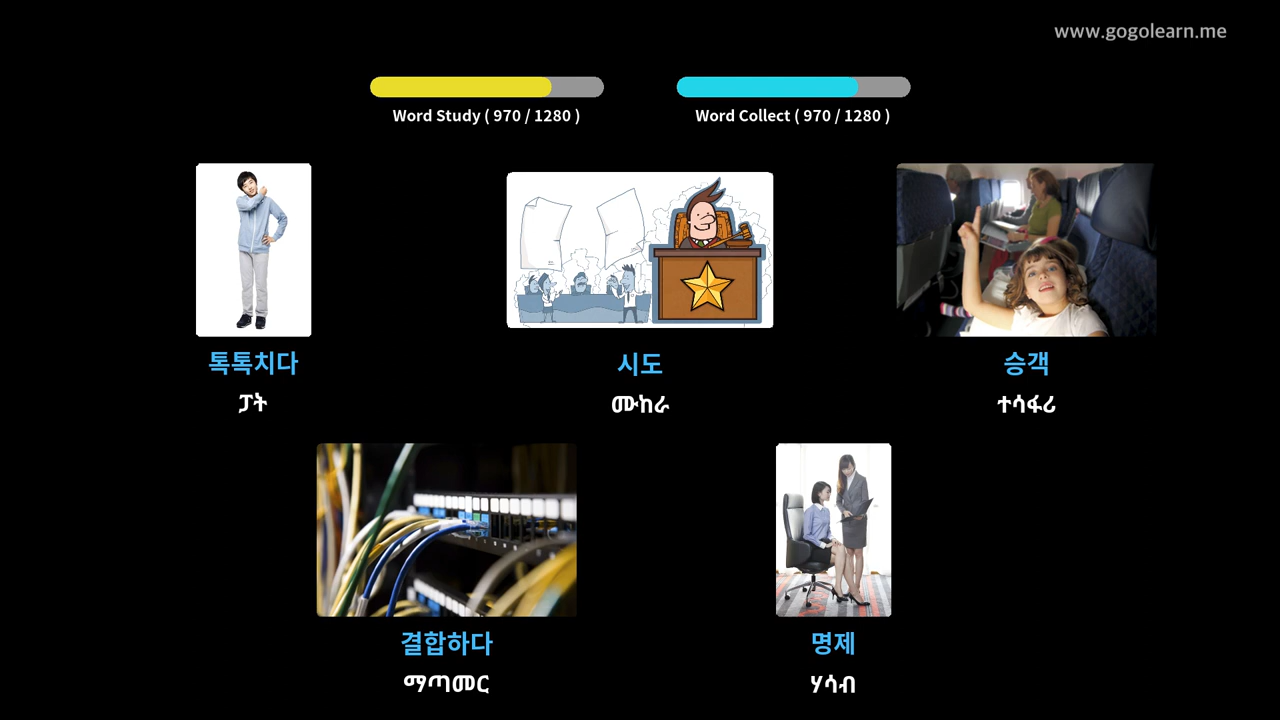 www.gogolearn.me
Word Study ( 970 / 1280 )
Word Collect ( 970 / 1280 )
톡톡치다
ፓት
시도
ሙከራ
승객
ተሳፋሪ
결합하다
ማጣመር
명제
ሃሳብ